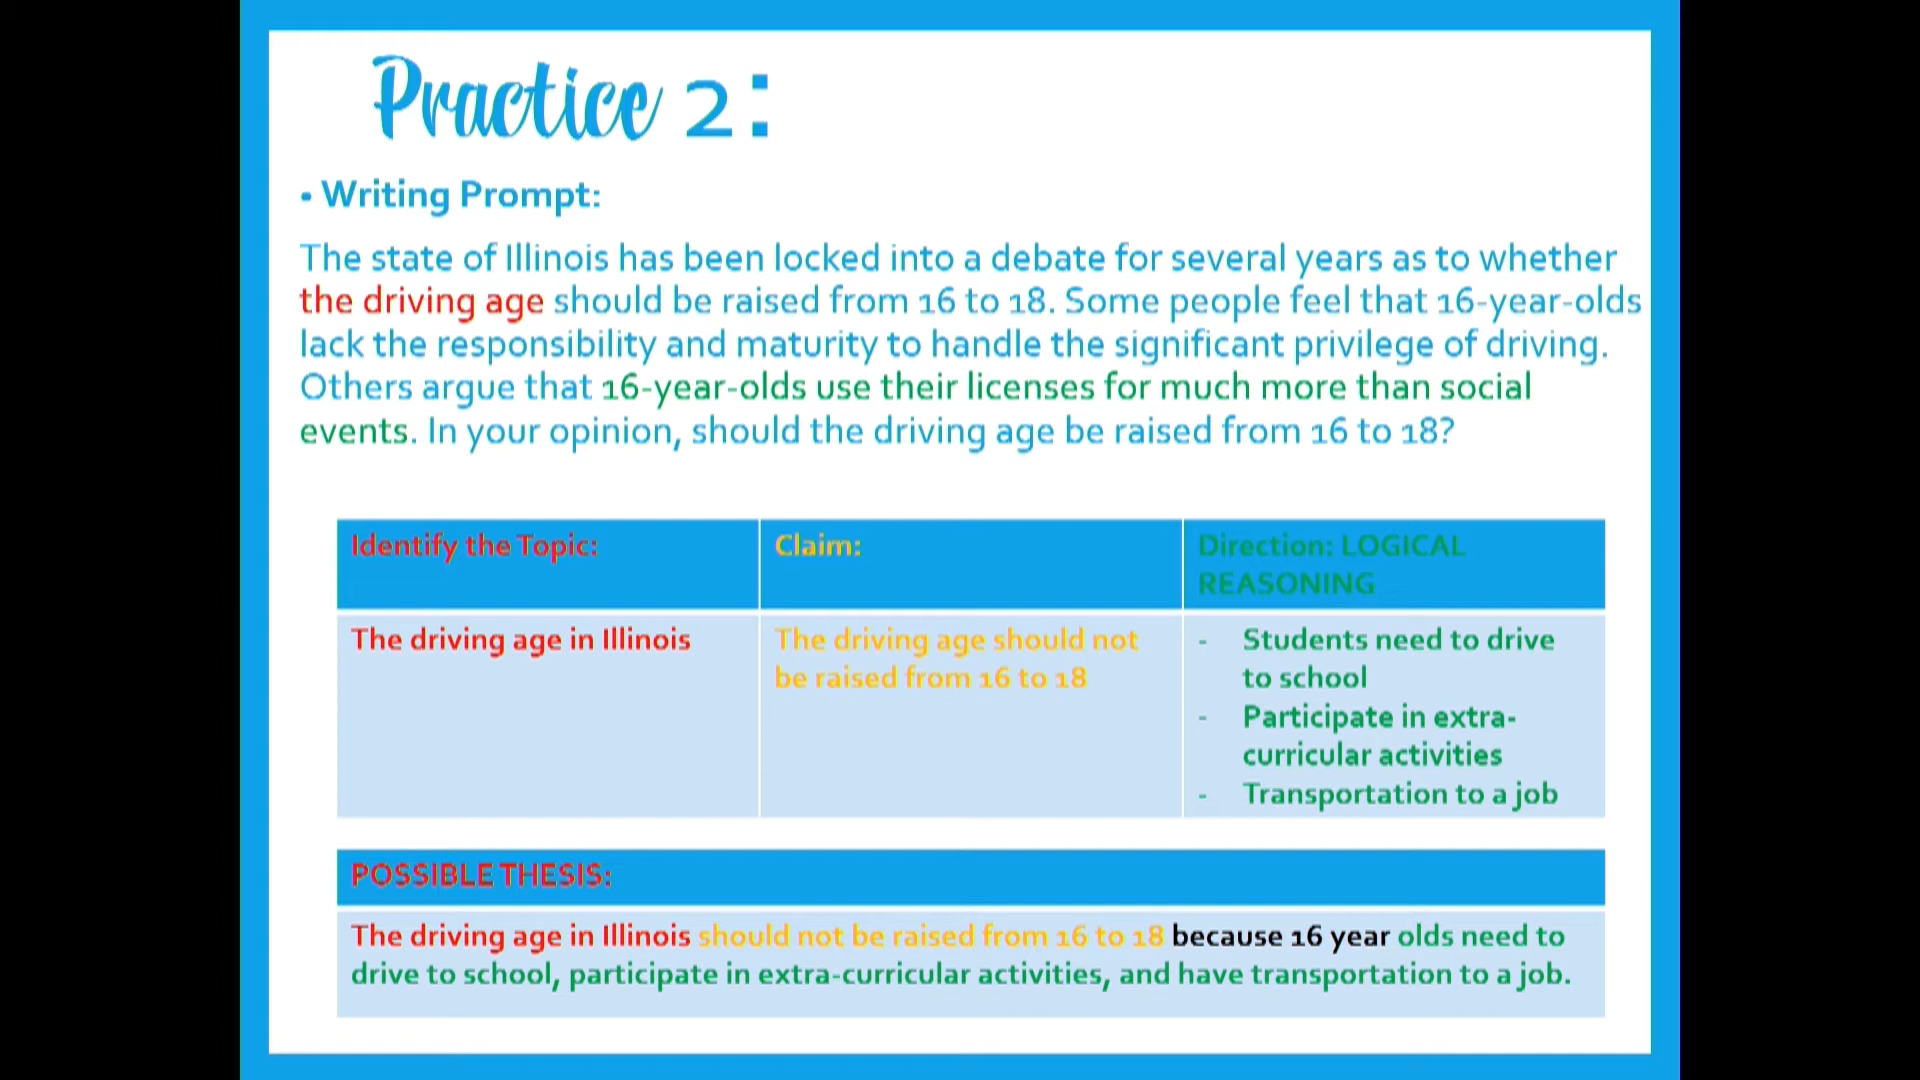 Practice 2:
- Writing Prompt:
The state of Illinois has been locked into a debate for several years as to whether
the driving age should be raised from 16 to 18. Some people feel that 16-year-olds
lack the responsibility and maturity to handle the significant privilege of driving.
Others argue that 16-year-olds use their licenses for much more than social
events. In your opinion, should the driving age be raised from 16 to 18?
Identify the Topic:
Claim:
Direction: LOGICAL
REASONING
The driving age in Illinois
The driving age should not
be raised from 16 to 18
- Students need to drive
to school
- Participate in extra-
curricular activities
- Transportation to a job
POSSIBLE THESIS:
The driving age in Illinois should not be raised from 16 to 18 because 16 year olds need to
drive to school, participate in extra-curricular activities, and have transportation to a job.